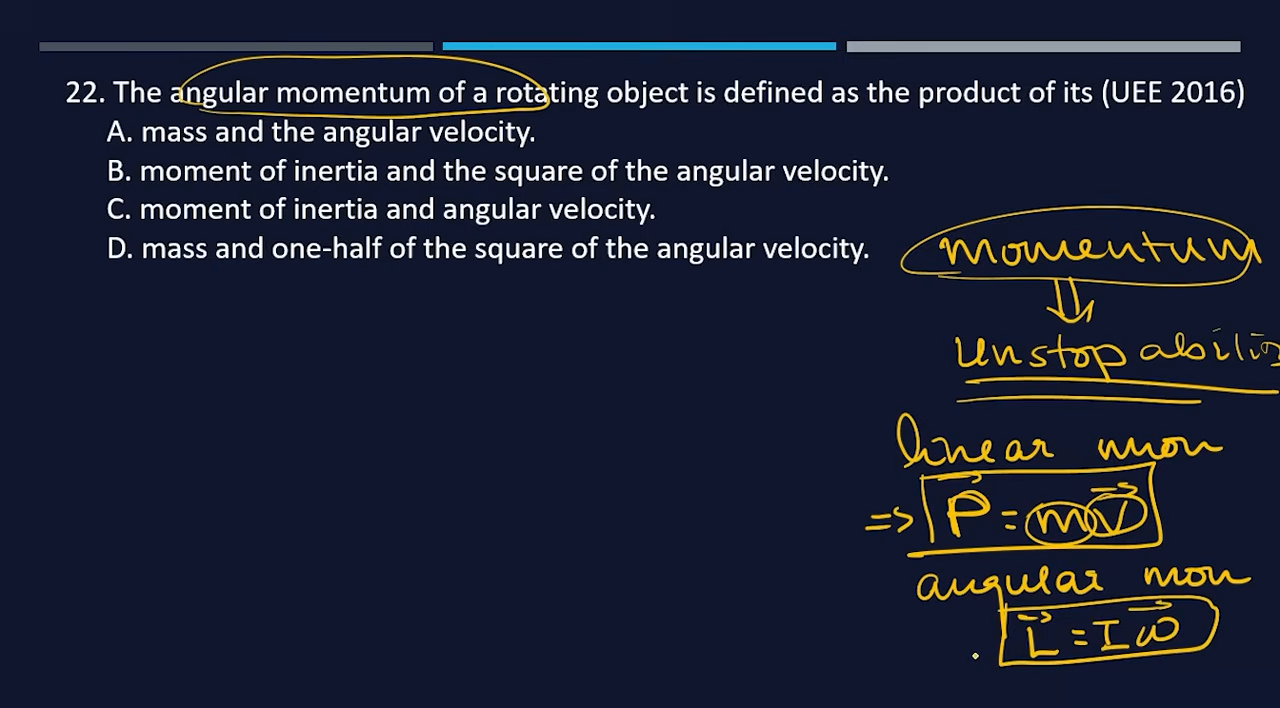 22. The angular momentum of a rotating object is defined as the product of its (UEE 2016)
A. mass and the angular velocity.
B. moment of inertia and the square of the angular velocity.
C. moment of inertia and angular velocity.
D. mass and one-half of the square of the angular velocity.
momentum
⇓
unstopabili
linear mom
⇒ P⃗ = mv⃗
angular mom
L⃗ = Iω⃗